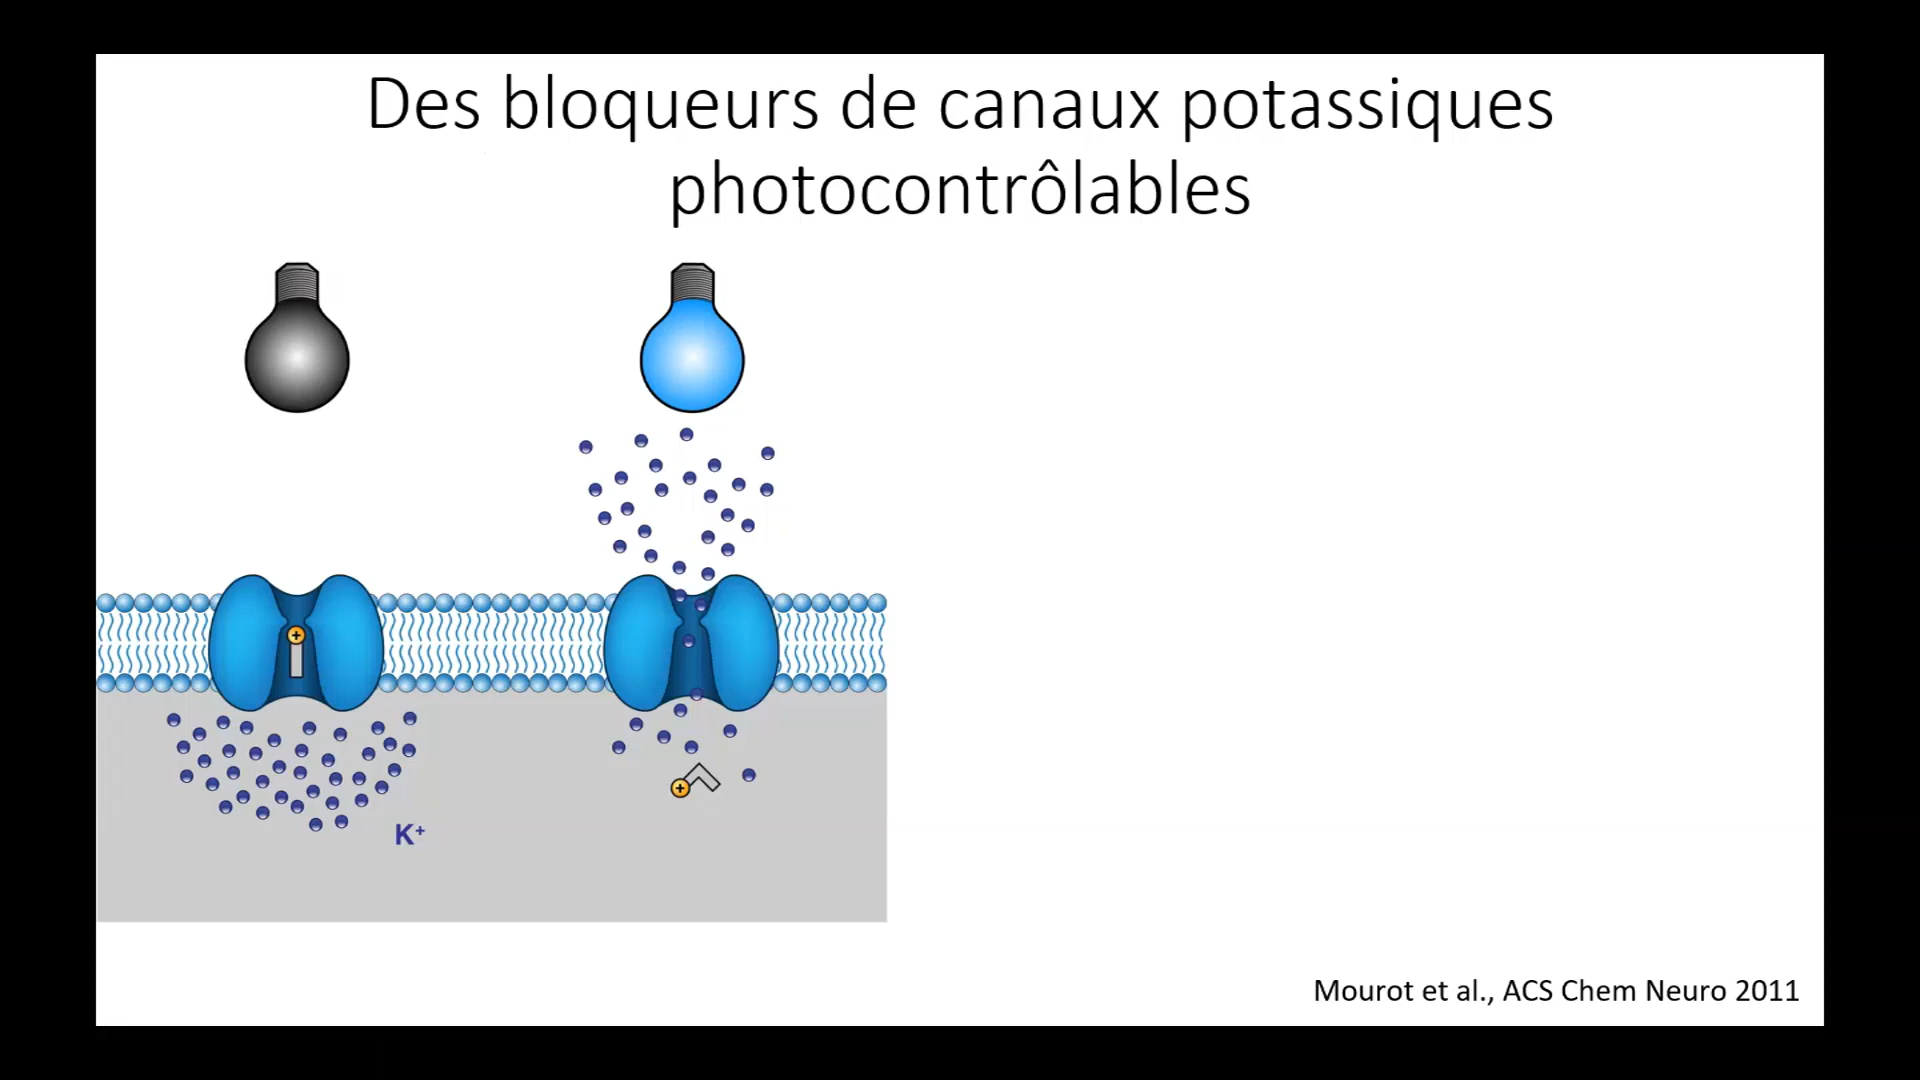 Des bloqueurs de canaux potassiques
photocontrôlables
+
+
K⁺
Mourot et al., ACS Chem Neuro 2011